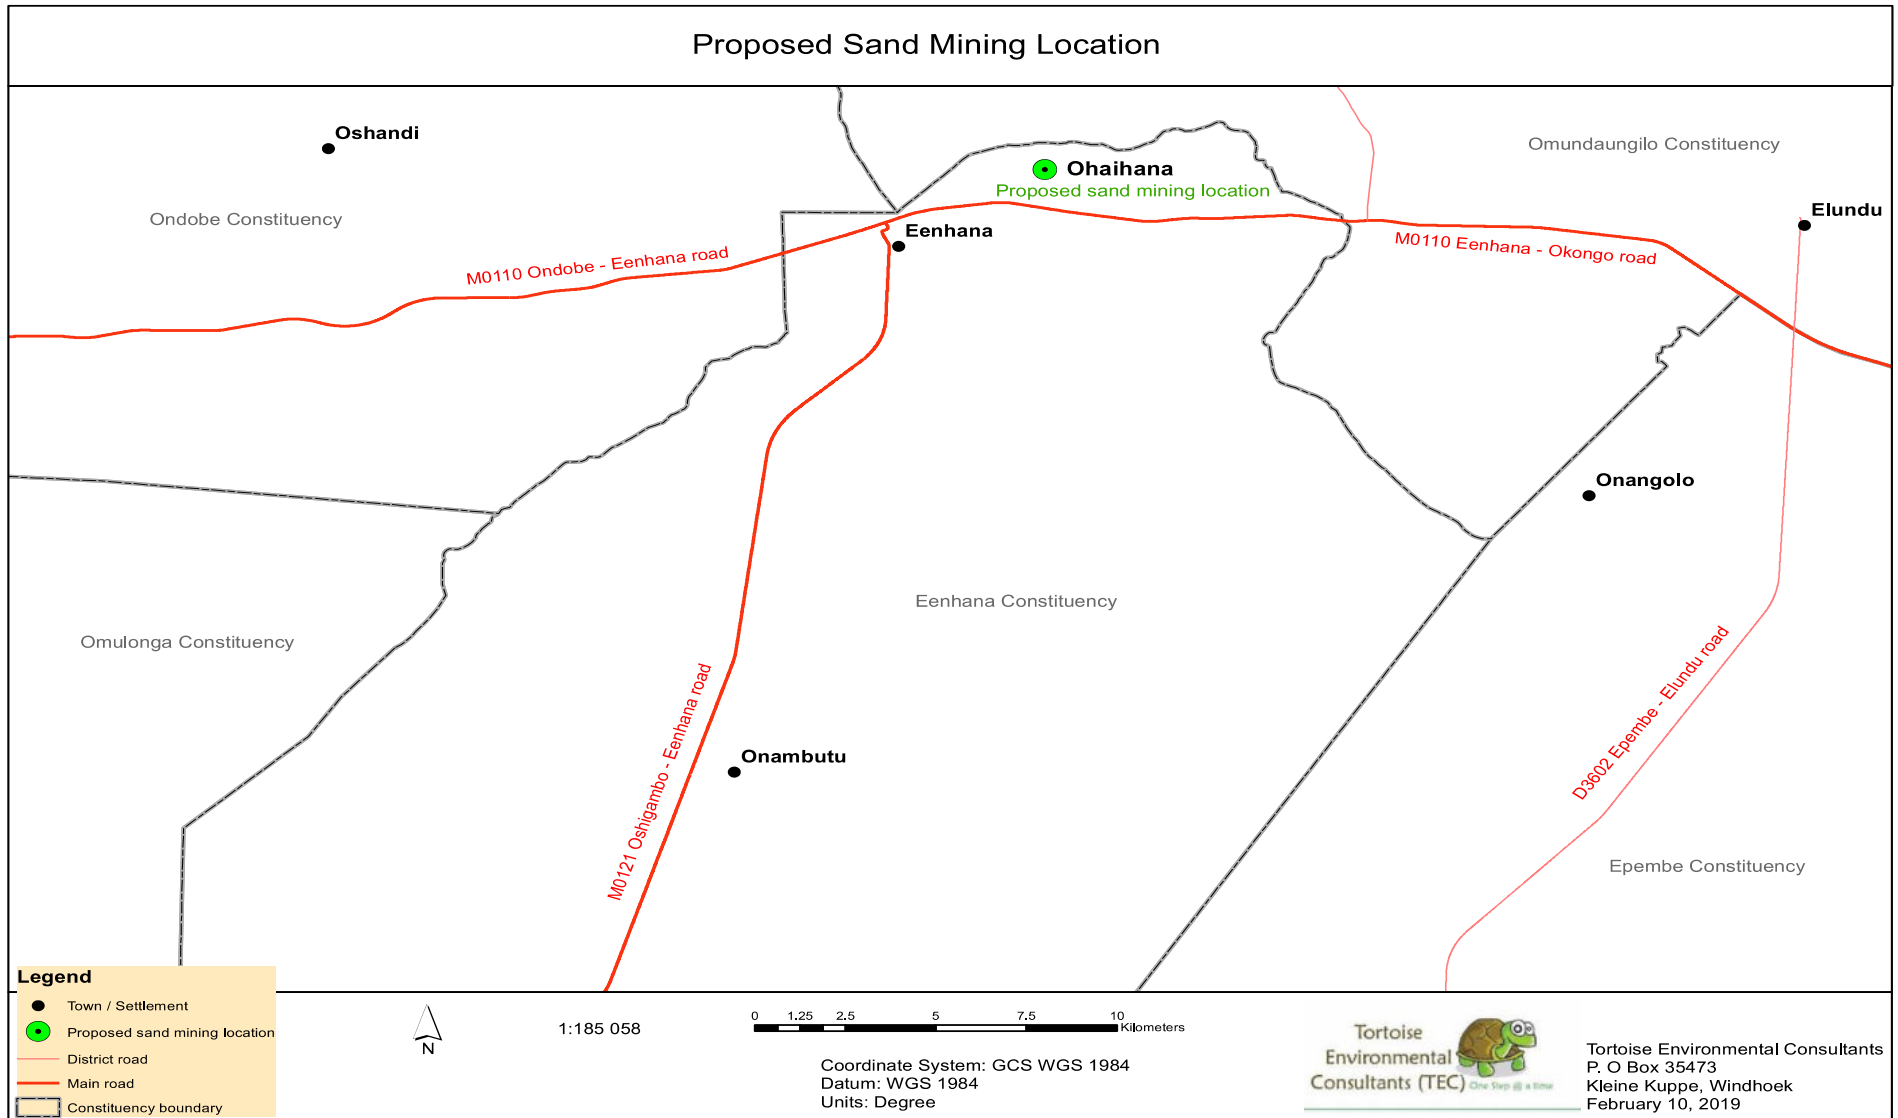 Proposed Sand Mining Location
Oshandi
Omundaungilo Constituency
Ohaihana
Proposed sand mining location
Ondobe Constituency
Elundu
Eenhana
M0110 Ondobe - Eenhana road
M0110 Eenhana - Okongo road
Onangolo
Eenhana Constituency
Omulonga Constituency
D3602 Epembe - Elundu road
M0121 Oshigambo - Eenhana road
Onambutu
Epembe Constituency
Legend
Town / Settlement
Proposed sand mining location
District road
Main road
Constituency boundary
N
1:185 058
0 1.25 2.5 5 7.5 10
Kilometers
Coordinate System: GCS WGS 1984
Datum: WGS 1984
Units: Degree
Tortoise
Environmental
Consultants (TEC)
One Step @ a time
Tortoise Environmental Consultants
P. O Box 35473
Kleine Kuppe, Windhoek
February 10, 2019